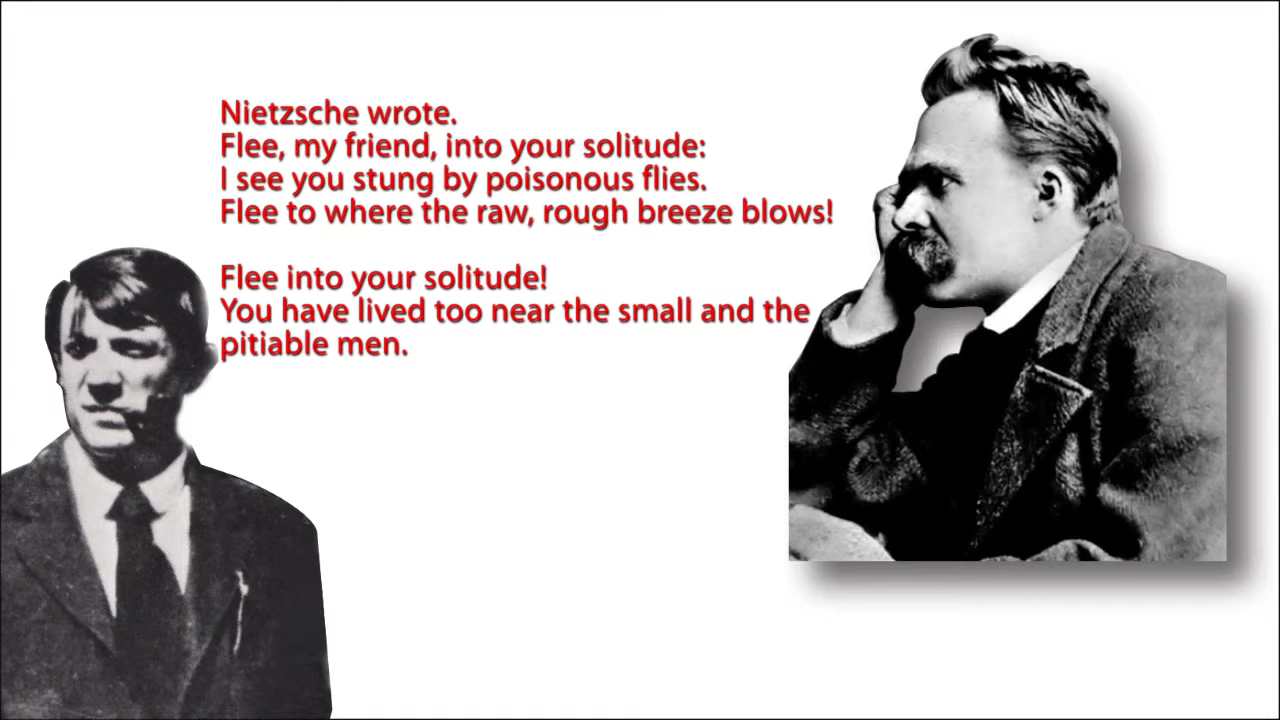 Nietzsche wrote.
Flee, my friend, into your solitude:
I see you stung by poisonous flies.
Flee to where the raw, rough breeze blows!
Flee into your solitude!
You have lived too near the small and the
pitiable men.